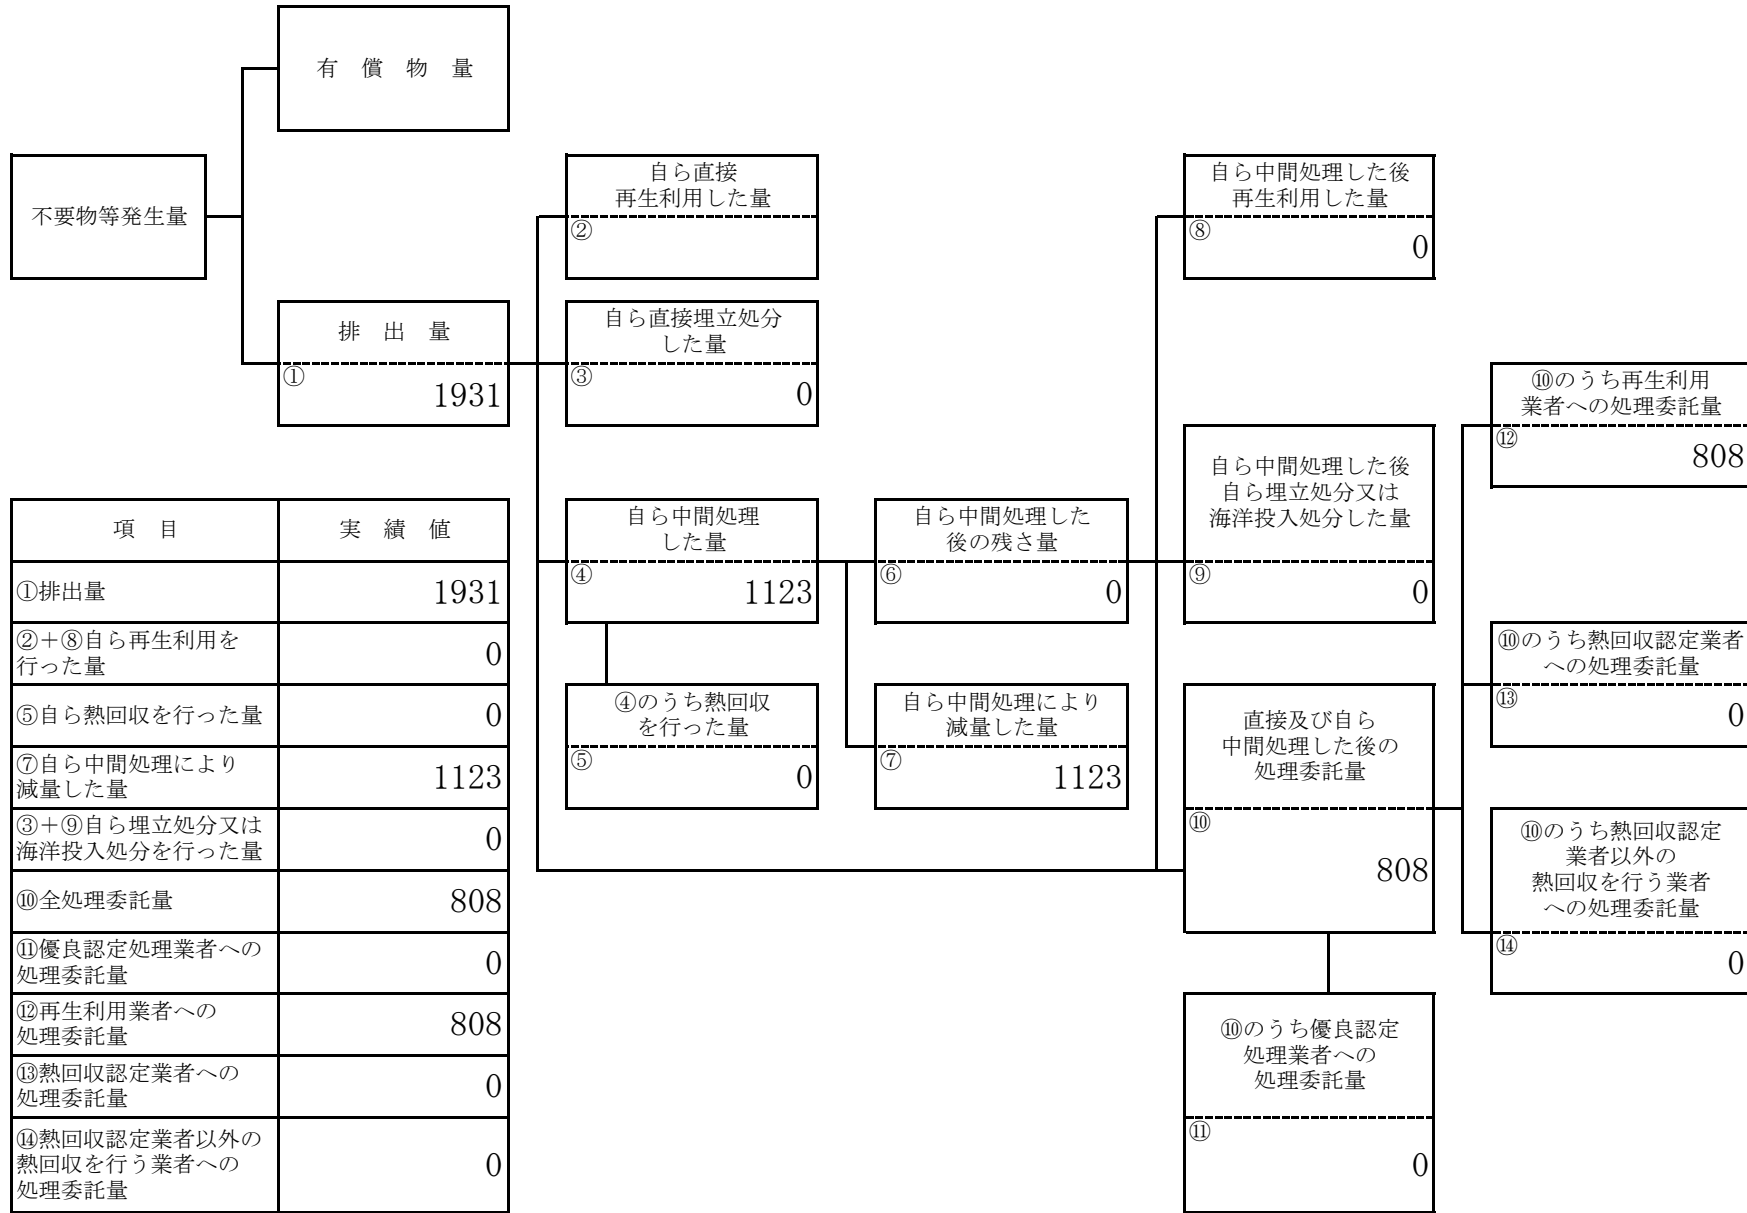 有　償　物　量
不要物等発生量
排　出　量
①
1931
自ら直接
再生利用した量
②
自ら直接埋立処分
した量
③
0
自ら中間処理
した量
④
1123
④のうち熱回収
を行った量
⑤
0
自ら中間処理した
後の残さ量
⑥
0
自ら中間処理により
減量した量
⑦
1123
自ら中間処理した後
再生利用した量
⑧
0
自ら中間処理した後
自ら埋立処分又は
海洋投入処分した量
⑨
0
直接及び自ら
中間処理した後の
処理委託量
⑩
808
⑩のうち優良認定
処理業者への
処理委託量
⑪
0
⑩のうち再生利用
業者への処理委託量
⑫
808
⑩のうち熱回収認定業者
への処理委託量
⑬
0
⑩のうち熱回収認定
業者以外の
熱回収を行う業者
への処理委託量
⑭
0
項　目　実　績　値
①排出量 1931
②＋⑧自ら再生利用を
行った量
0
⑤自ら熱回収を行った量 0
⑦自ら中間処理により
減量した量
1123
③＋⑨自ら埋立処分又は
海洋投入処分を行った量
0
⑩全処理委託量 808
⑪優良認定処理業者への
処理委託量
0
⑫再生利用業者への
処理委託量
808
⑬熱回収認定業者への
処理委託量
0
⑭熱回収認定業者以外の
熱回収を行う業者への
処理委託量
0